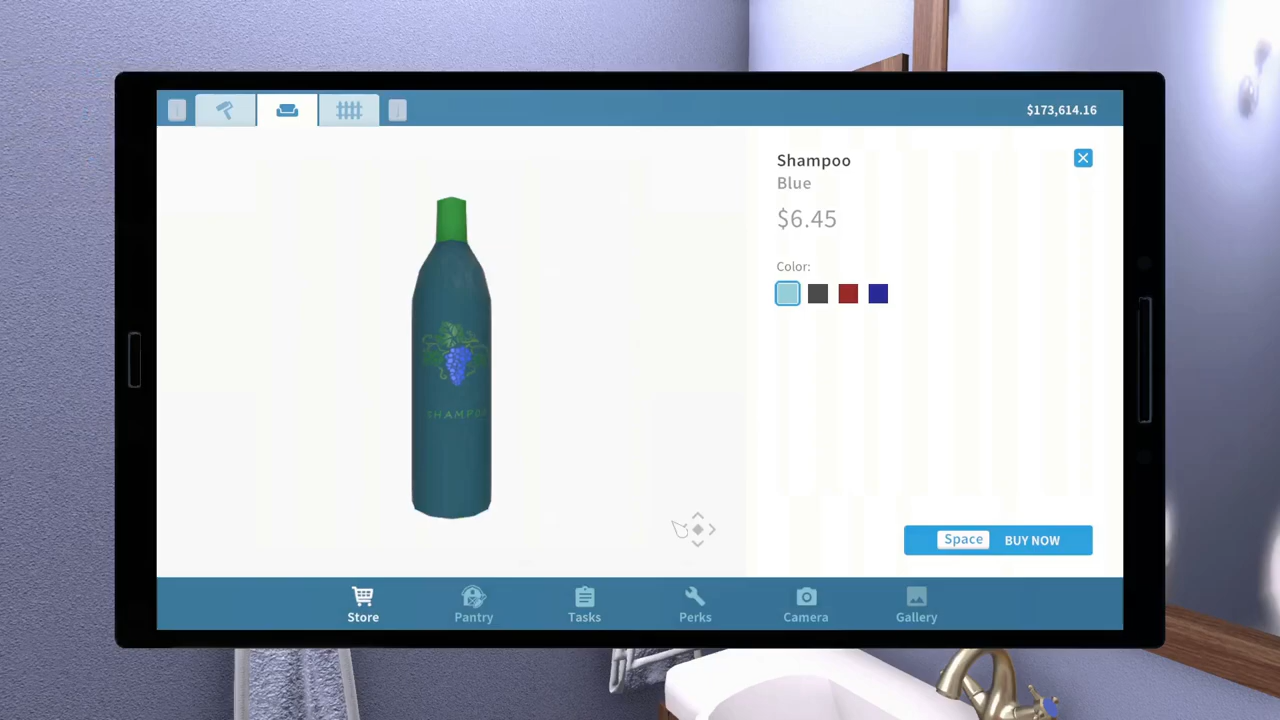 $173,614.16
Shampoo
Blue
$6.45
Color:
SHAMPOO
Space BUY NOW
Store Pantry Tasks Perks Camera Gallery